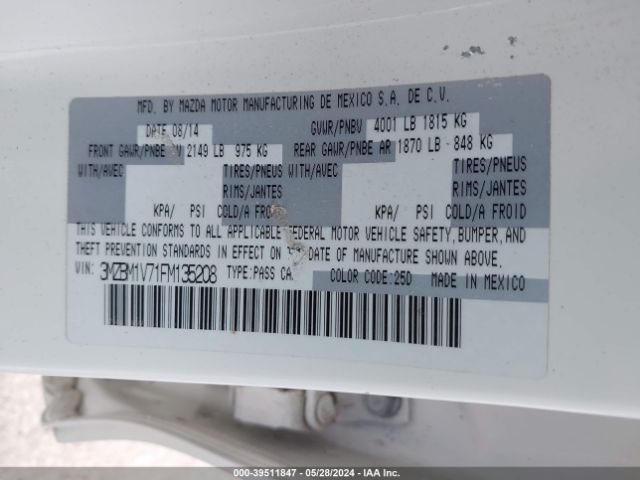 MFD. BY MAZDA MOTOR MANUFACTURING DE MEXICO S.A. DE C.V.
DATE 08/14 GVWR/PNBV 4001 LB 1815 KG
FRONT GAWR/PNBE 2149 LB 975 KG REAR GAWR/PNBE AR 1870 LB - 848 KG
WITH/AVEC TIRES/PNEUS WITH/AVEC TIRES/PNEUS
RIMS/JANTES RIMS/JANTES
KPA/ PSI COLD/A FROID KPA/ PSI COLD/A FROID
THIS VEHICLE CONFORMS TO ALL APPLICABLE FEDERAL MOTOR VEHICLE SAFETY, BUMPER, AND
THEFT PREVENTION STANDARDS IN EFFECT ON DATE OF MANUFACTURE SHOWN ABOVE.
VIN: 3MZBM1V71FM135208 TYPE: PASS CA COLOR CODE: 25D MADE IN MEXICO
000-39511847 - 05/28/2024 - IAAI.COM